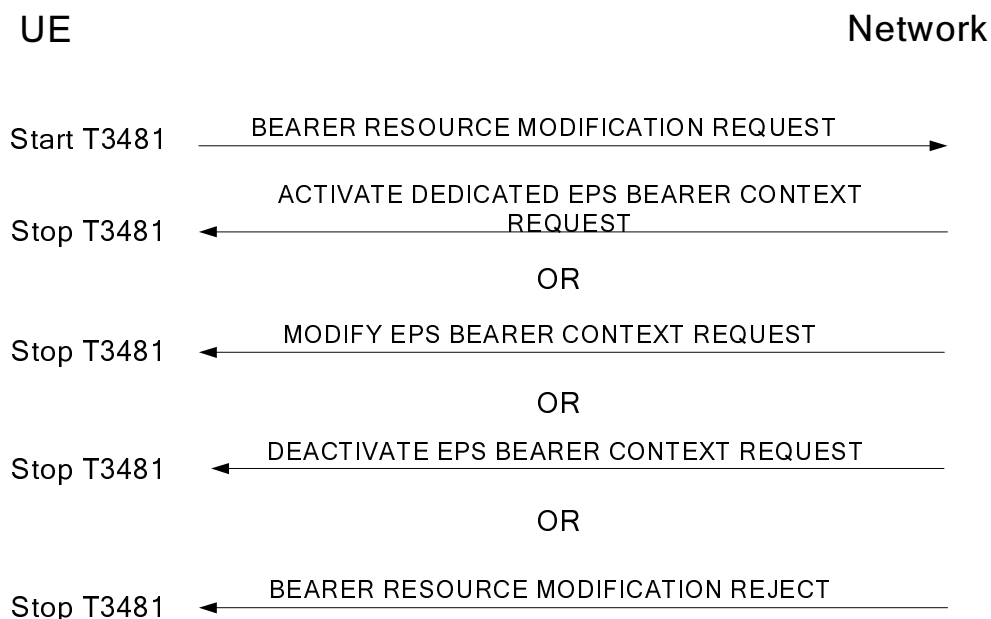 UE
Network
Start T3481
BEARER RESOURCE MODIFICATION REQUEST
ACTIVATE DEDICATED EPS BEARER CONTEXT
REQUEST
Stop T3481
OR
MODIFY EPS BEARER CONTEXT REQUEST
Stop T3481
OR
DEACTIVATE EPS BEARER CONTEXT REQUEST
Stop T3481
OR
BEARER RESOURCE MODIFICATION REJECT
Stop T3481